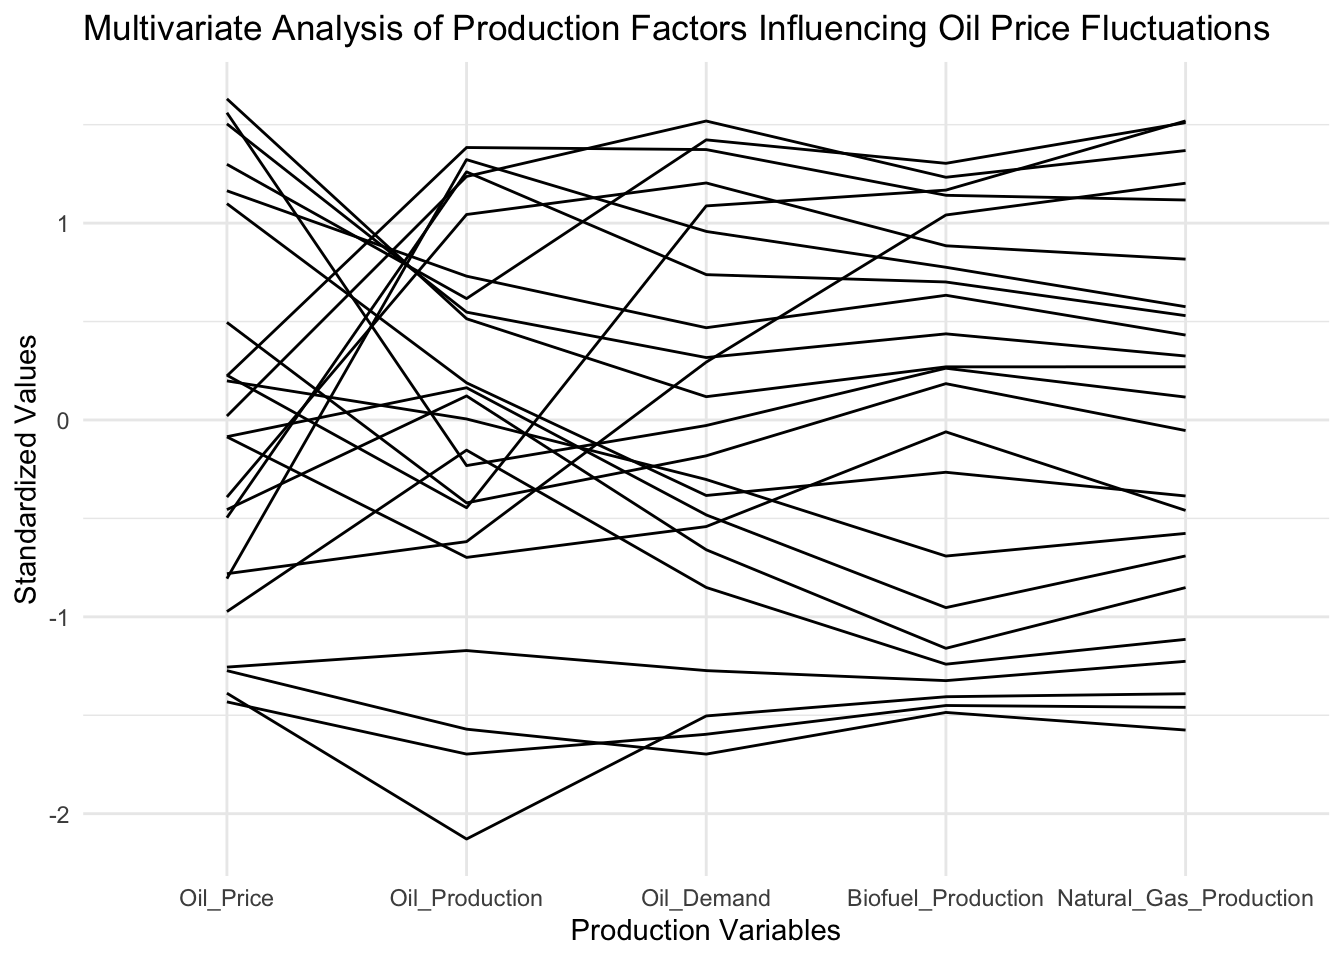 Multivariate Analysis of Production Factors Influencing Oil Price Fluctuations
Standardized Values
1
0
-1
-2
Oil_Price Oil_Production Oil_Demand Biofuel_Production Natural_Gas_Production
Production Variables